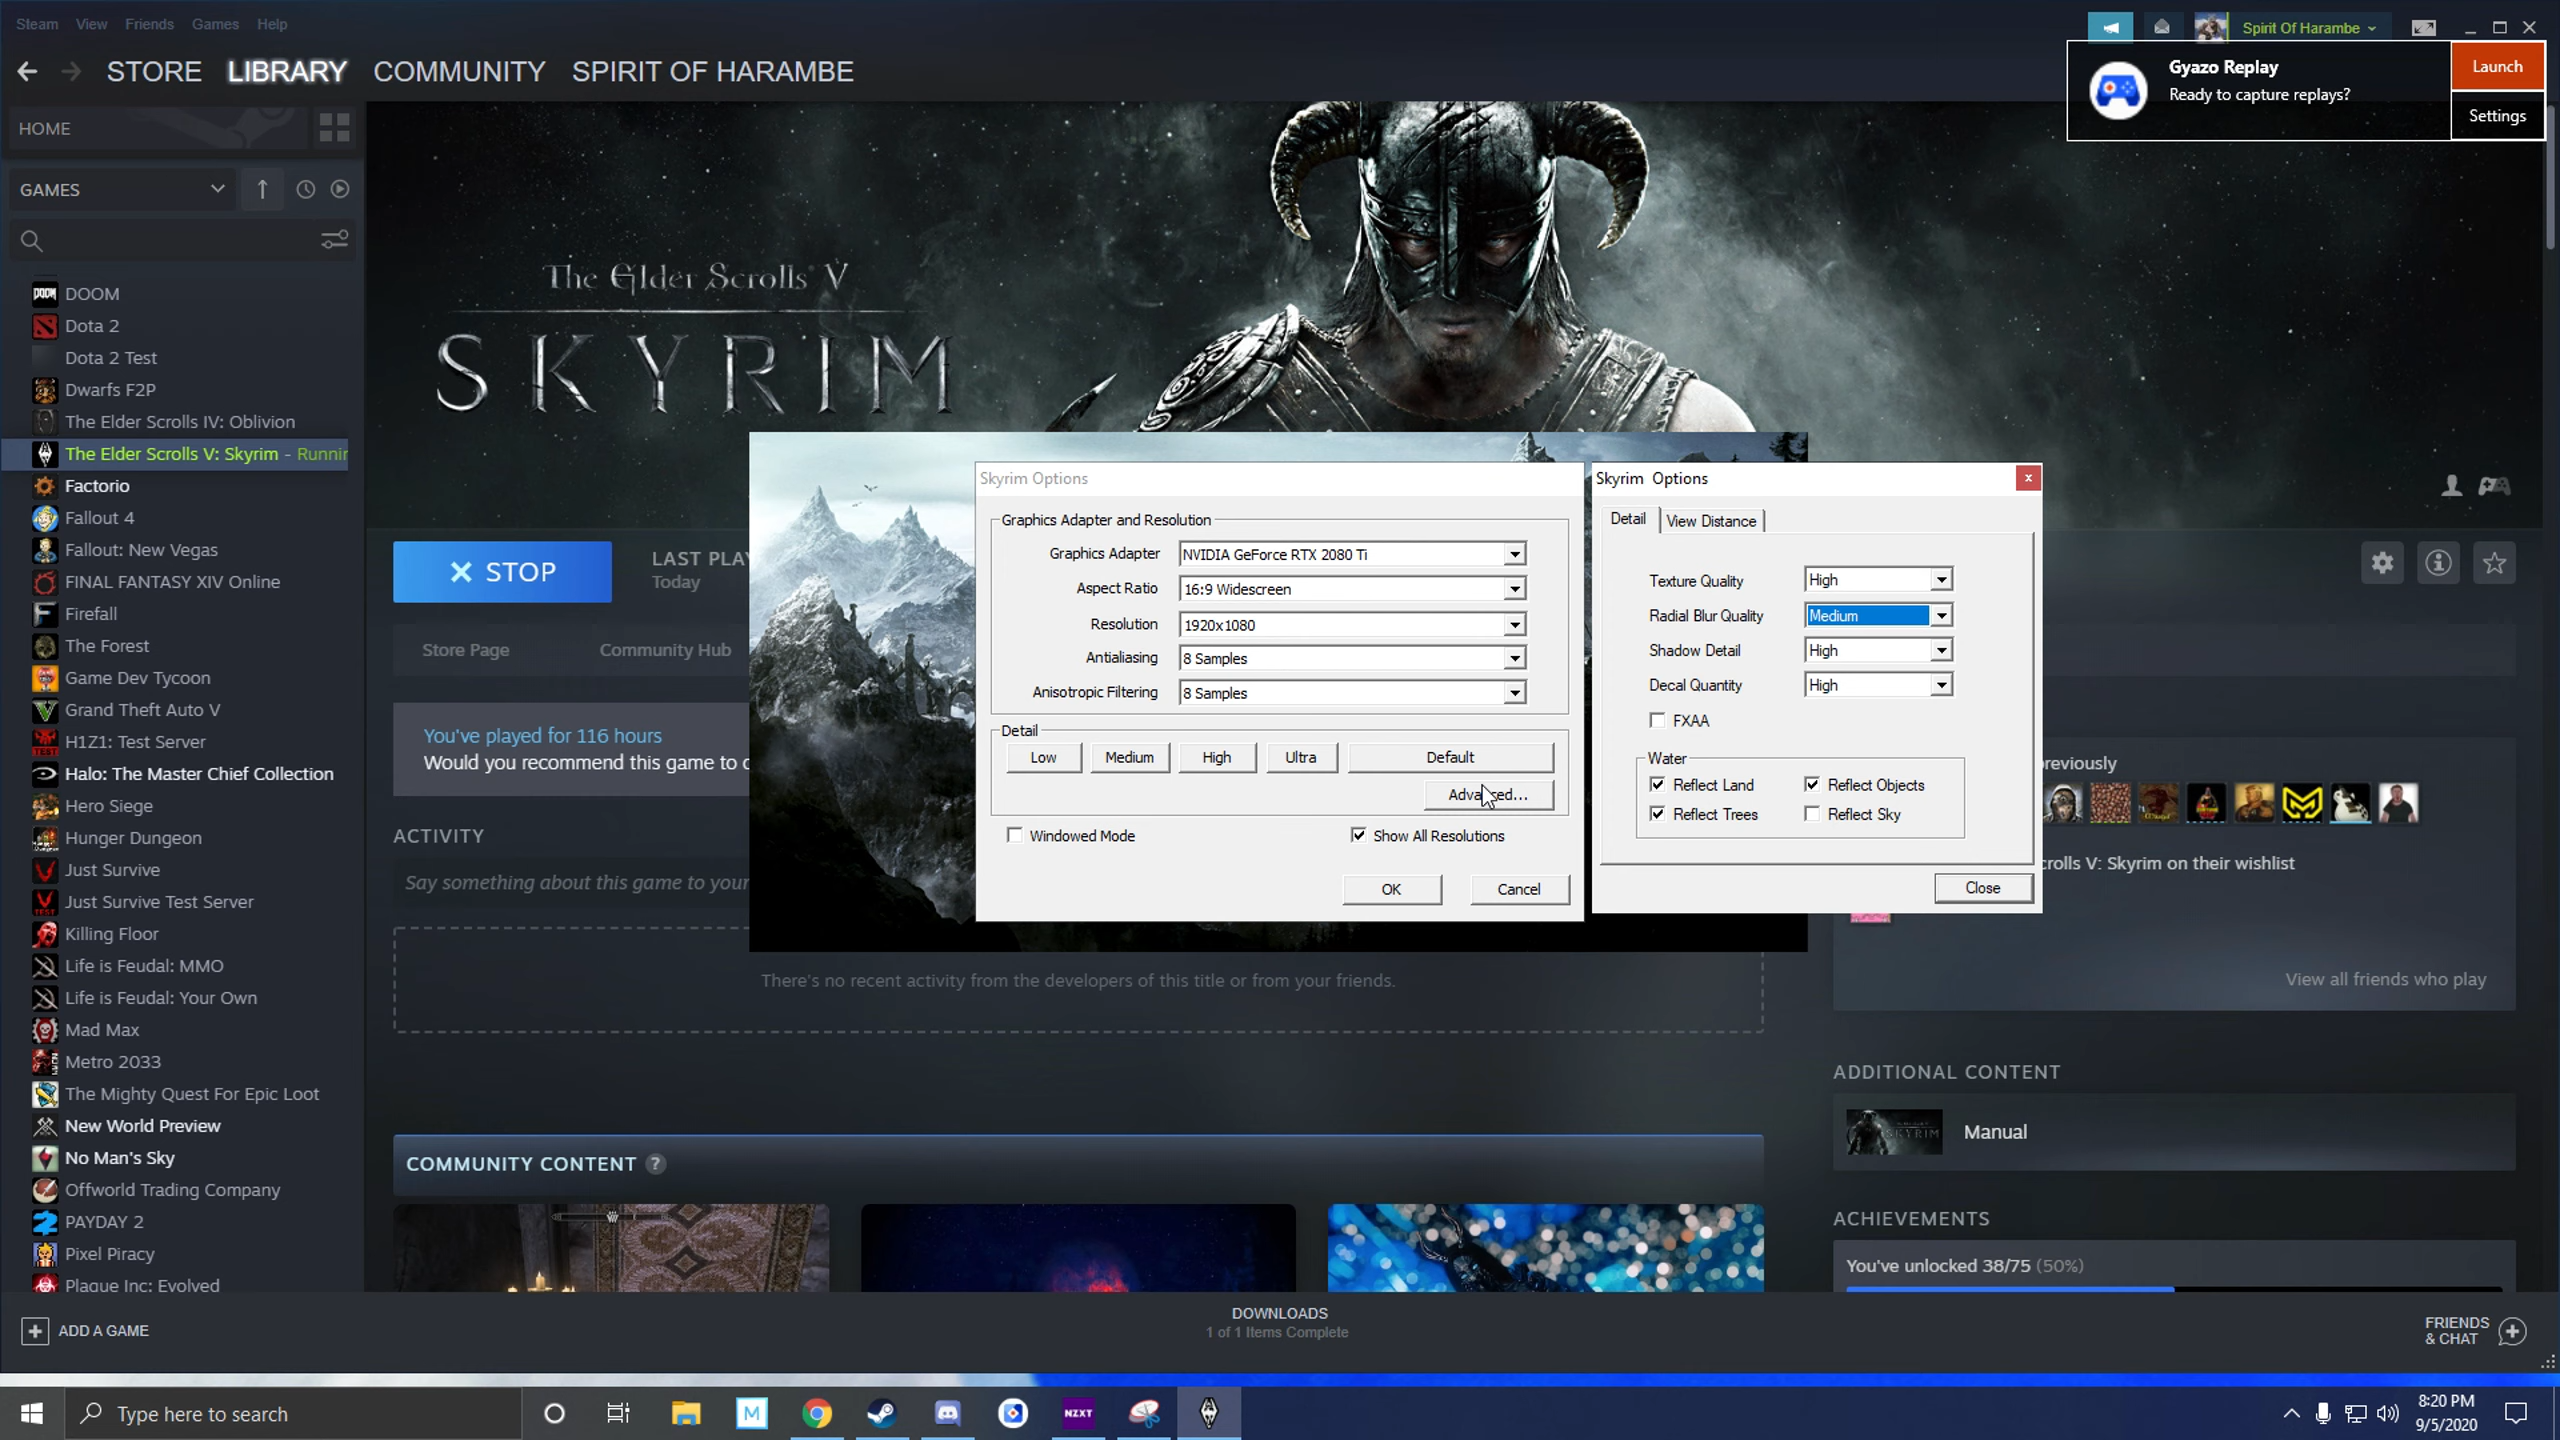 Steam View Friends Games Help
Spirit Of Harambe
STORE LIBRARY COMMUNITY SPIRIT OF HARAMBE
Gyazo Replay
Ready to capture replays?
Launch
Settings
HOME
GAMES
DOOM
Dota 2
Dota 2 Test
Dwarfs F2P
The Elder Scrolls IV: Oblivion
The Elder Scrolls V: Skyrim - Runnin
Factorio
Fallout 4
Fallout: New Vegas
FINAL FANTASY XIV Online
Firefall
The Forest
Game Dev Tycoon
Grand Theft Auto V
H1Z1: Test Server
Halo: The Master Chief Collection
Hero Siege
Hunger Dungeon
Just Survive
Just Survive Test Server
Killing Floor
Life is Feudal: MMO
Life is Feudal: Your Own
Mad Max
Metro 2033
The Mighty Quest For Epic Loot
New World Preview
No Man's Sky
Offworld Trading Company
PAYDAY 2
Pixel Piracy
Plague Inc: Evolved
The Elder Scrolls V
SKYRIM
STOP
LAST PLAY
Today
Store Page Community Hub
You've played for 116 hours
Would you recommend this game to
ACTIVITY
Say something about this game to your
There's no recent activity from the developers of this title or from your friends.
COMMUNITY CONTENT ?
Skyrim Options
Graphics Adapter and Resolution
Graphics Adapter NVIDIA GeForce RTX 2080 Ti
Aspect Ratio 16:9 Widescreen
Resolution 1920x1080
Antialiasing 8 Samples
Anisotropic Filtering 8 Samples
Detail
Low Medium High Ultra Default
Advanced...
Windowed Mode Show All Resolutions
OK Cancel
Skyrim Options
Detail View Distance
Texture Quality High
Radial Blur Quality Medium
Shadow Detail High
Decal Quantity High
FXAA
Water
Reflect Land Reflect Objects
Reflect Trees Reflect Sky
Close
reviously
crolls V: Skyrim on their wishlist
View all friends who play
ADDITIONAL CONTENT
SKYRIM
Manual
ACHIEVEMENTS
You've unlocked 38/75 (50%)
ADD A GAME
DOWNLOADS
1 of 1 Items Complete
FRIENDS
& CHAT
Type here to search
M
NZXT
8:20 PM
9/5/2020